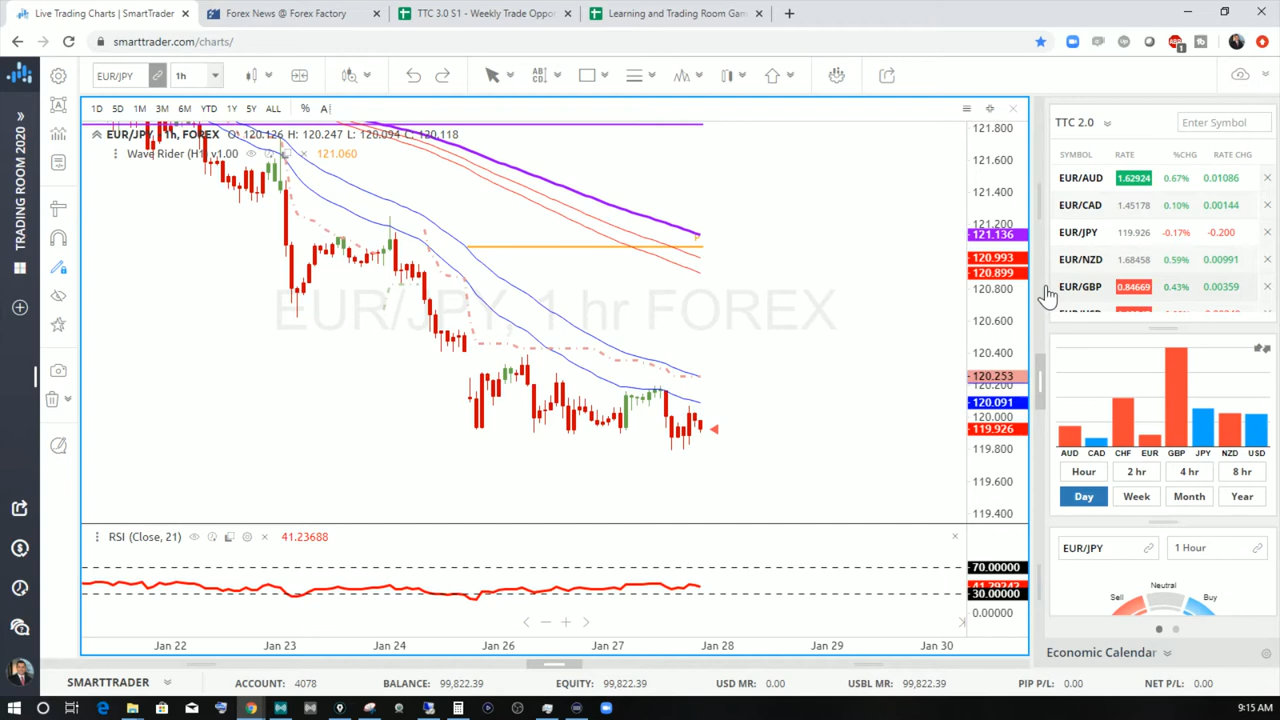 Live Trading Charts | SmartTrader
Forex News @ Forex Factory
TTC 3.0 S1 - Weekly Trade Oppor
Learning and Trading Room Gam
smarttrader.com/charts/
EUR/JPY
1h
1D 5D 1M 3M 6M YTD 1Y 5Y ALL %
EUR/JPY, 1h, FOREX O: 120.126 H: 120.247 L: 120.094 C: 120.118
Wave Rider (H1) v1.00 121.060
TRADING ROOM 2020
EUR/JPY, 1 hr FOREX
121.800
121.600
121.400
121.200
121.136
120.993
120.899
120.800
120.600
120.400
120.253
120.200
120.091
120.000
119.926
119.800
119.600
119.400
RSI (Close, 21) 41.23688
70.00000
30.00000
0.00000
Jan 22 Jan 23 Jan 24 Jan 26 Jan 27 Jan 28 Jan 29 Jan 30
TTC 2.0
Enter Symbol
SYMBOL RATE %CHG RATE CHG
EUR/AUD 1.62924 0.67% 0.01086
EUR/CAD 1.45178 0.10% 0.00144
EUR/JPY 119.926 -0.17% -0.200
EUR/NZD 1.68458 0.59% 0.00991
EUR/GBP 0.84669 0.43% 0.00359
AUD CAD CHF EUR GBP JPY NZD USD
Hour 2 hr 4 hr 8 hr
Day Week Month Year
EUR/JPY 1 Hour
Neutral
Sell Buy
Economic Calendar
SMARTTRADER ACCOUNT: 4078 BALANCE: 99,822.39 EQUITY: 99,822.39 USD MR: 0.00 USBL MR: 99,822.39 PIP P/L: 0.00 NET P/L: 0.00
9:15 AM